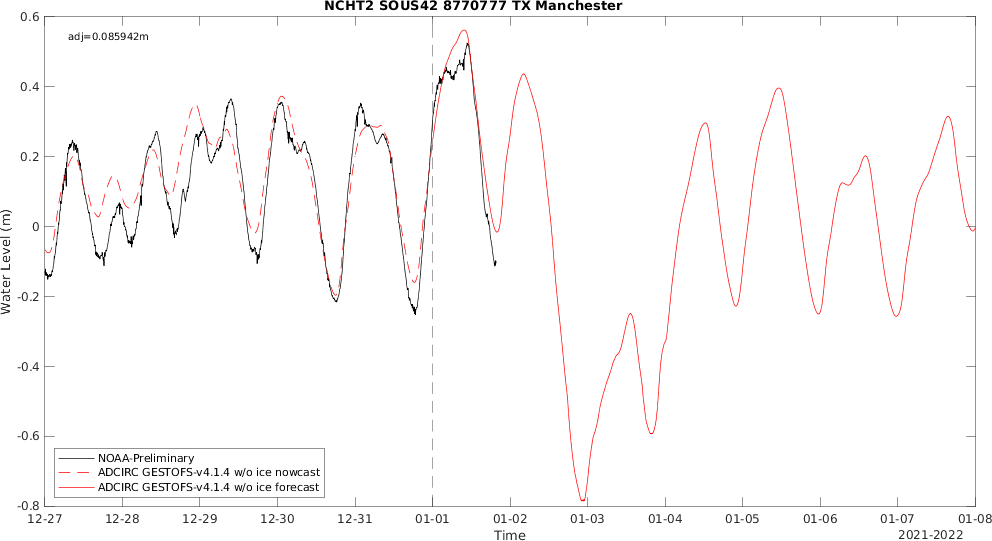 NCHT2 SOUS42 8770777 TX Manchester
adj=0.085942m
0.6
0.4
0.2
0
-0.2
-0.4
-0.6
-0.8
Water Level (m)
NOAA-Preliminary
ADCIRC GESTOFS-v4.1.4 w/o ice nowcast
ADCIRC GESTOFS-v4.1.4 w/o ice forecast
12-27 12-28 12-29 12-30 12-31 01-01 01-02 01-03 01-04 01-05 01-06 01-07 01-08
Time
2021-2022